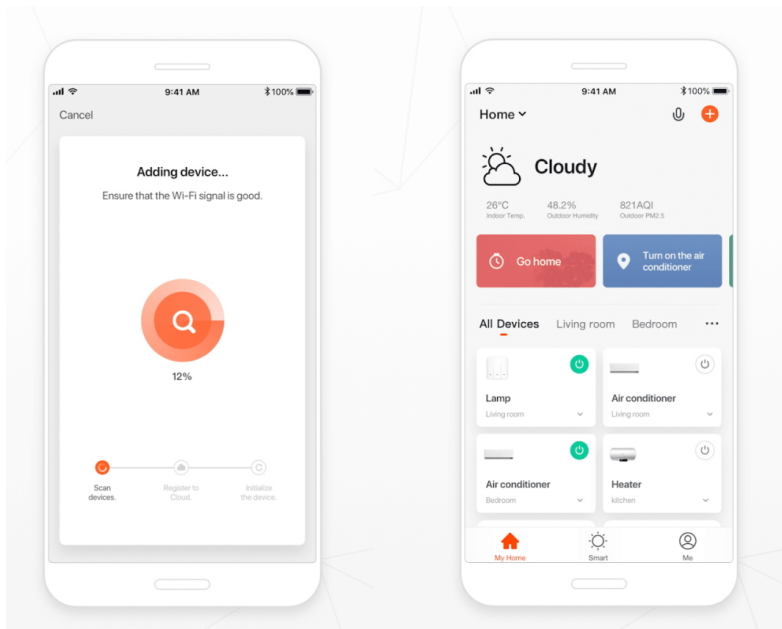 9:41 AM
100%
Cancel
Adding device...
Ensure that the Wi-Fi signal is good.
12%
Scan
devices.
Register to
Cloud.
Initialize
the device.
9:41 AM
100%
Home
Cloudy
26°C
48.2%
821AQI
Indoor Temp.
Outdoor Humidity
Outdoor PM2.5
Go home
Turn on the air
conditioner
All Devices
Living room
Bedroom
Lamp
Living room
Air conditioner
Living room
Air conditioner
Bedroom
Heater
kitchen
My Home
Smart
Me